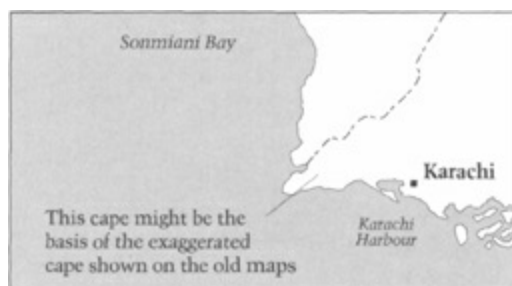 Sonmiani Bay
Karachi
This cape might be the
basis of the exaggerated
cape shown on the old maps
Karachi
Harbour